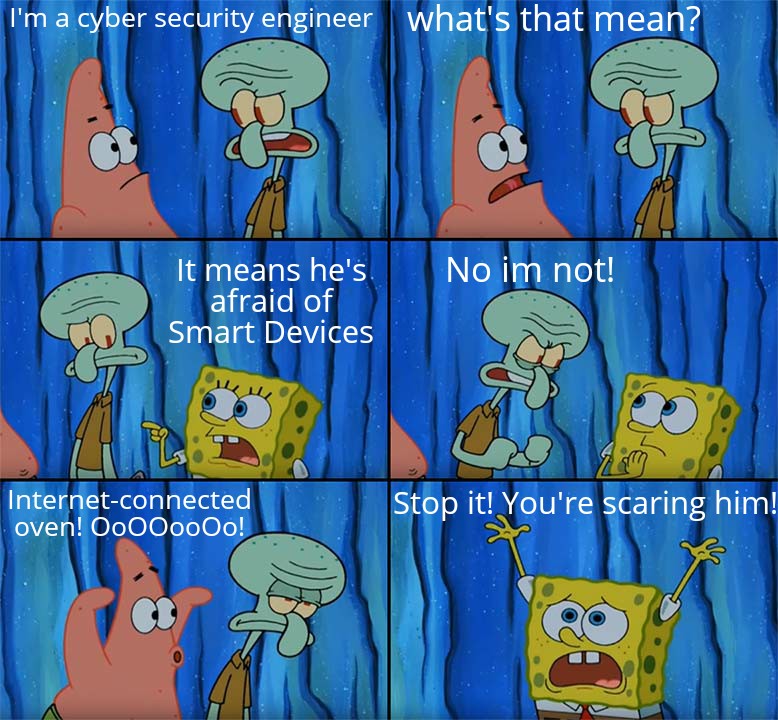 I'm a cyber security engineer
what's that mean?
It means he's
afraid of
Smart Devices
No im not!
Internet-connected
oven! OoOOooOo!
Stop it! You're scaring him!